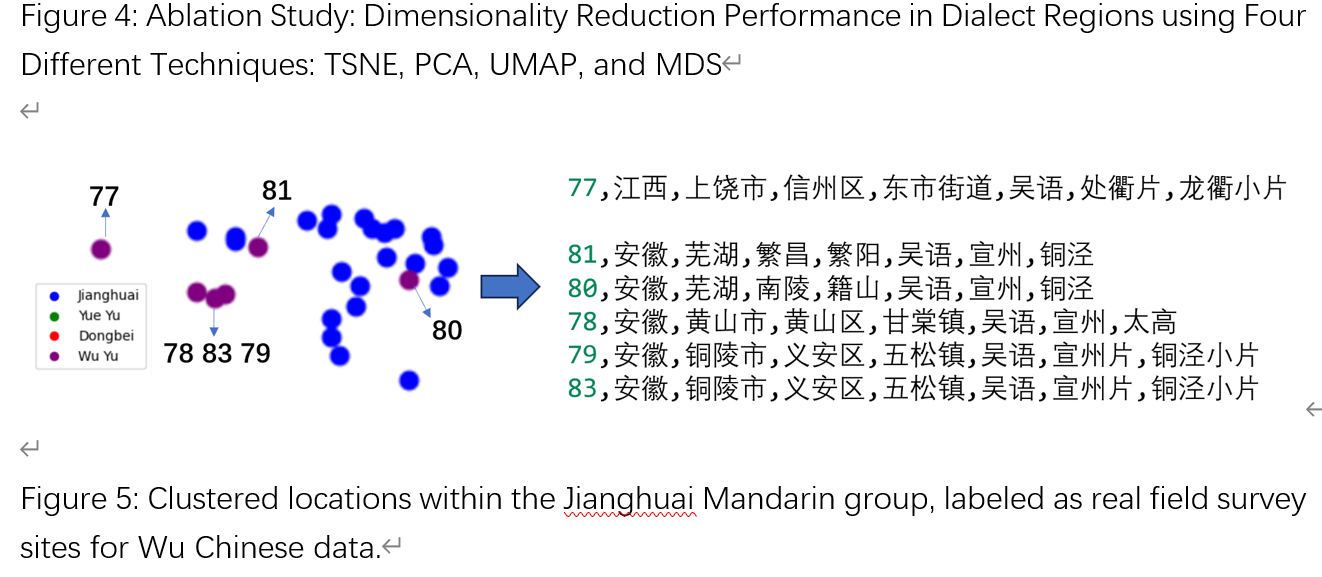 Figure 4: Ablation Study: Dimensionality Reduction Performance in Dialect Regions using Four
Different Techniques: TSNE, PCA, UMAP, and MDS↵
↵
77
81
Jianghuai
Yue Yu
Dongbei
Wu Yu
78 83 79
80
77,江西,上饶市,信州区,东市街道,吴语,处衢片,龙衢小片
81,安徽,芜湖,繁昌,繁阳,吴语,宣州,铜泾
80,安徽,芜湖,南陵,籍山,吴语,宣州,铜泾
78,安徽,黄山市,黄山区,甘棠镇,吴语,宣州,太高
79,安徽,铜陵市,义安区,五松镇,吴语,宣州片,铜泾小片
83,安徽,铜陵市,义安区,五松镇,吴语,宣州片,铜泾小片
↵
↵
Figure 5: Clustered locations within the Jianghuai Mandarin group, labeled as real field survey
sites for Wu Chinese data.↵